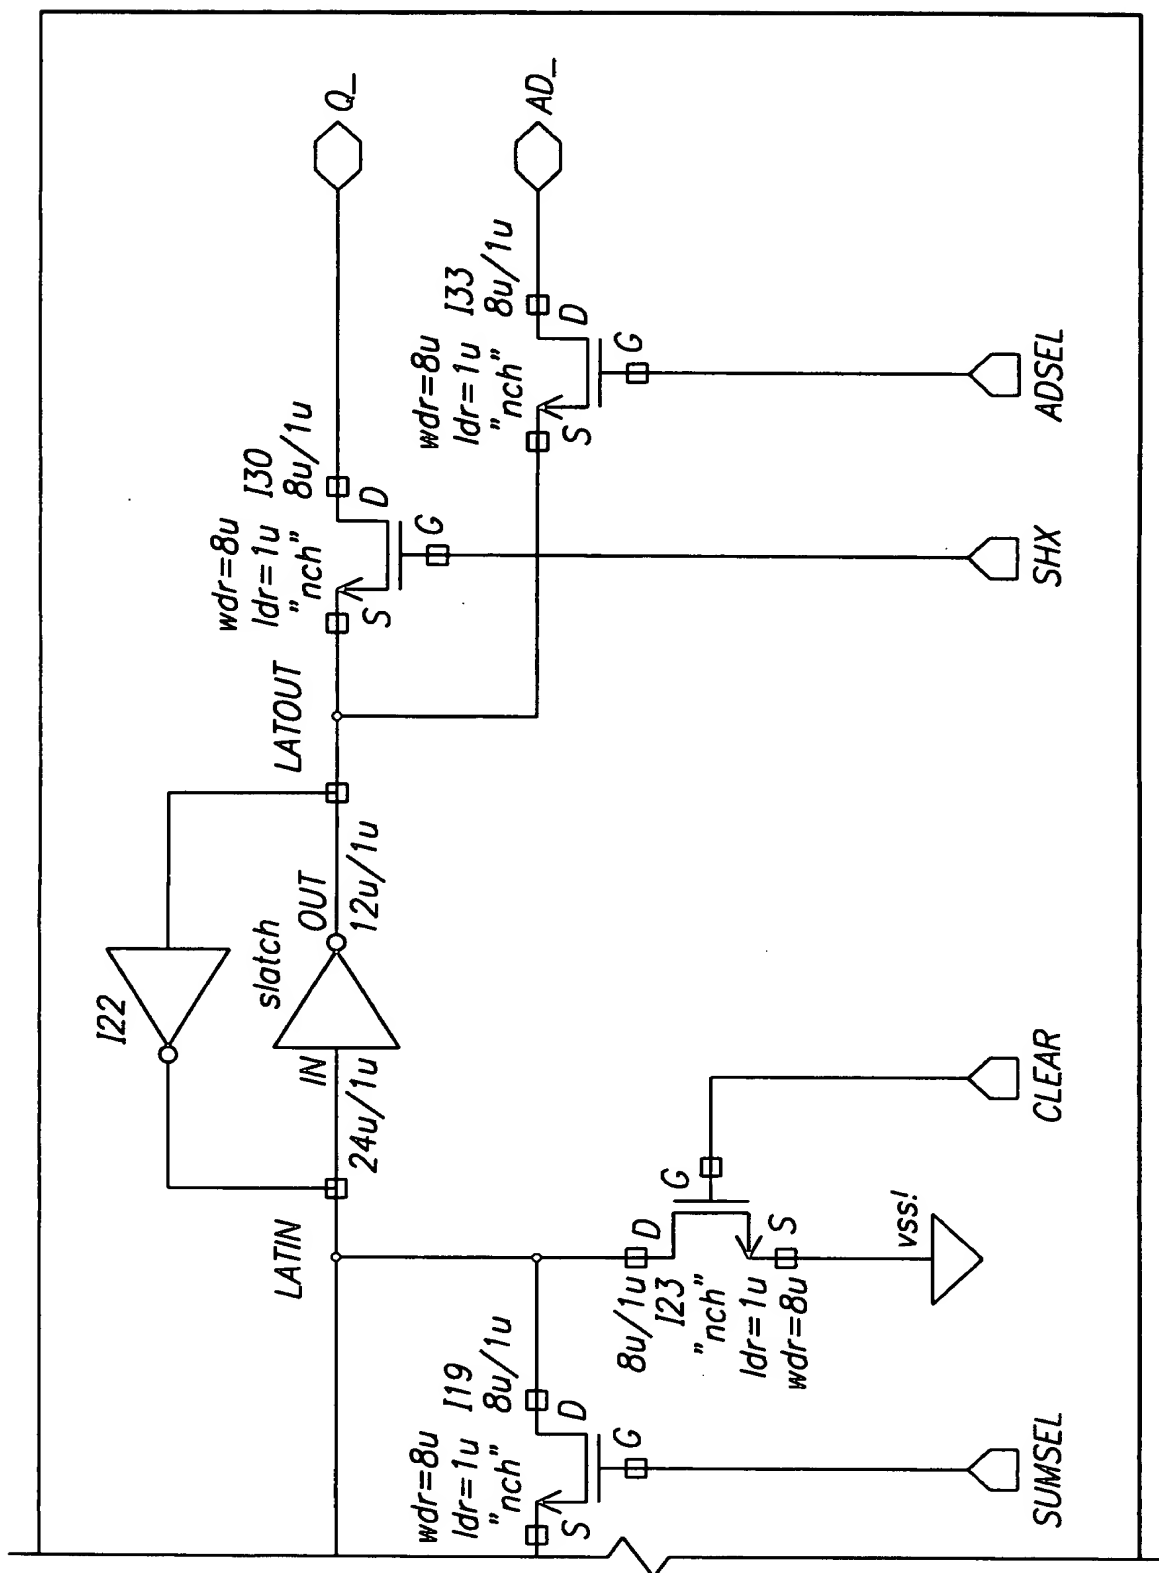 Q_
AD_
wdr=8u
ldr=1u
"nch"
I30
8u/1u
S
D
G
wdr=8u
ldr=1u
"nch"
I33
8u/1u
S
D
G
LATOUT
I22
slatch
IN
OUT
24u/1u
12u/1u
LATIN
wdr=8u
ldr=1u
"nch"
I19
8u/1u
S
D
G
8u/1u
I23
"nch"
ldr=1u
wdr=8u
D
G
S
vss!
SUMSEL
CLEAR
SHX
ADSEL